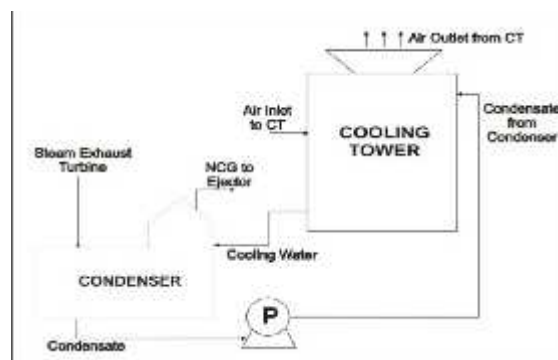 Air Outlet from CT
Air Inlet
to CT
COOLING
TOWER
Condensate
from
Condenser
Steam Exhaust
Turbine
NCG to
Ejector
Cooling Water
CONDENSER
P
Condensate